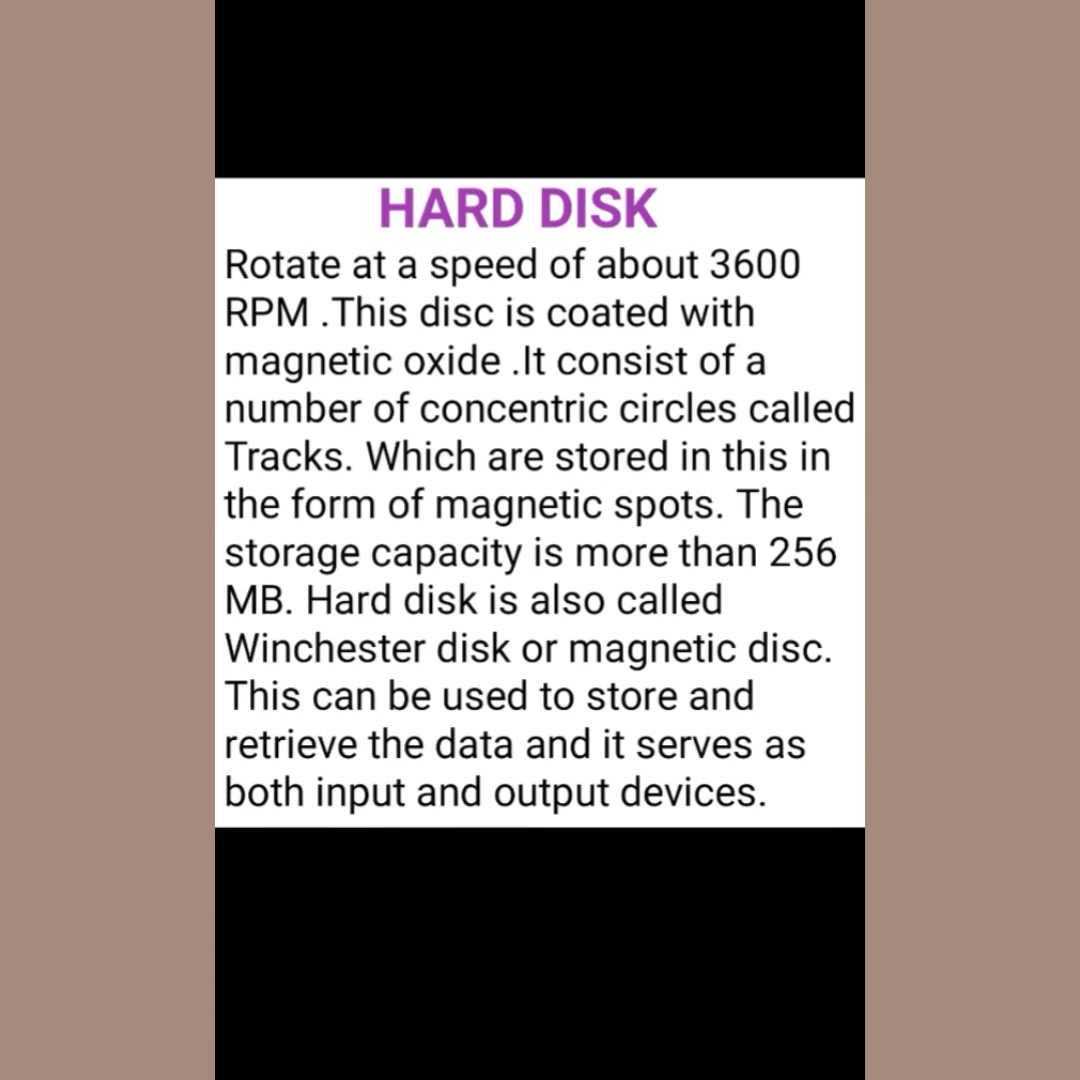 HARD DISK
Rotate at a speed of about 3600
RPM .This disc is coated with
magnetic oxide .It consist of a
number of concentric circles called
Tracks. Which are stored in this in
the form of magnetic spots. The
storage capacity is more than 256
MB. Hard disk is also called
Winchester disk or magnetic disc.
This can be used to store and
retrieve the data and it serves as
both input and output devices.